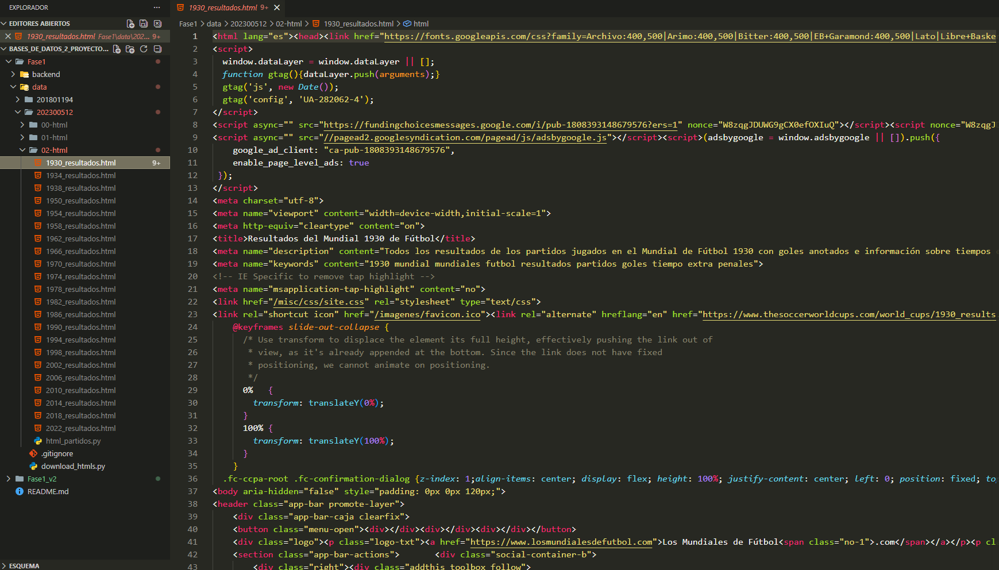 EXPLORADOR
EDITORES ABIERTOS
1930_resultados.html Fase1\data\202... 9+
BASES_DE_DATOS_2_PROYECTO...
Fase1
backend
data
201801194
202300512
00-html
01-html
02-html
1930_resultados.html 9+
1934_resultados.html
1938_resultados.html
1950_resultados.html
1954_resultados.html
1958_resultados.html
1962_resultados.html
1966_resultados.html
1970_resultados.html
1974_resultados.html
1978_resultados.html
1982_resultados.html
1986_resultados.html
1990_resultados.html
1994_resultados.html
1998_resultados.html
2002_resultados.html
2006_resultados.html
2010_resultados.html
2014_resultados.html
2018_resultados.html
2022_resultados.html
html_partidos.py
.gitignore
download_htmls.py
Fase1_v2
README.md
ESQUEMA
1930_resultados.html 9+
Fase1 > data > 202300512 > 02-html > 1930_resultados.html > html
1 <html lang="es"><head><link href="https://fonts.googleapis.com/css?family=Archivo:400,500|Arimo:400,500|Bitter:400,500|EB+Garamond:400,500|Lato|Libre+Baske
2 <script>
3 window.dataLayer = window.dataLayer || [];
4 function gtag(){dataLayer.push(arguments);}
5 gtag('js', new Date());
6 gtag('config', 'UA-282062-4');
7 </script>
8 <script async="" src="https://fundingchoicesmessages.google.com/i/pub-1808393148679576?ers=1" nonce="W8zqgJDUWG9gCX0efOXIuQ"></script><script nonce="W8zqgJ
9 <script async="" src="//pagead2.googlesyndication.com/pagead/js/adsbygoogle.js"></script><script>(adsbygoogle = window.adsbygoogle || []).push({
10 google_ad_client: "ca-pub-1808393148679576",
11 enable_page_level_ads: true
12 });
13 </script>
14 <meta charset="utf-8">
15 <meta name="viewport" content="width=device-width,initial-scale=1">
16 <meta http-equiv="cleartype" content="on">
17 <title>Resultados del Mundial 1930 de Fútbol</title>
18 <meta name="description" content="Todos los resultados de los partidos jugados en el Mundial de Fútbol 1930 con goles anotados e información sobre tiempos
19 <meta name="keywords" content="1930 mundial mundiales futbol resultados partidos goles tiempo extra penales">
20 <!-- IE Specific to remove tap highlight -->
21 <meta name="msapplication-tap-highlight" content="no">
22 <link href="/misc/css/site.css" rel="stylesheet" type="text/css">
23 <link rel="shortcut icon" href="/imagenes/favicon.ico"><link rel="alternate" hreflang="en" href="https://www.thesoccerworldcups.com/world_cups/1930_results
24 @keyframes slide-out-collapse {
25 /* Use transform to displace the element its full height, effectively pushing the link out of
26 * view, as it's already appended at the bottom. Since the link does not have fixed
27 * positioning, we cannot animate on positioning.
28 */
29 0% {
30 transform: translateY(0%);
31 }
32 100% {
33 transform: translateY(100%);
34 }
35 }
36 .fc-ccpa-root .fc-confirmation-dialog {z-index: 1;align-items: center; display: flex; height: 100%; justify-content: center; left: 0; position: fixed; to
37 <body aria-hidden="false" style="padding: 0px 0px 120px;">
38 <header class="app-bar promote-layer">
39 <div class="app-bar-caja clearfix">
40 <button class="menu-open"><div></div><div></div><div></div></button>
41 <div class="logo"><p class="logo-txt"><a href="https://www.losmundialesdefutbol.com">Los Mundiales de Fútbol<span class="no-1">.com</span></a></p><p cl
42 <section class="app-bar-actions"> <div class="social-container-b">
43 <div class="right"><div class="addthis_toolbox follow">